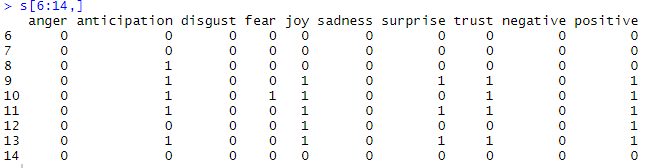 > s[6:14,]
anger anticipation disgust fear joy sadness surprise trust negative positive
6 0 0 0 0 0 0 0 0 0 0
7 0 0 0 0 0 0 0 0 0 0
8 0 1 0 0 0 0 0 0 0 0
9 0 1 0 0 1 0 1 1 0 1
10 0 1 0 1 1 0 0 1 0 1
11 0 1 0 0 1 0 1 1 0 1
12 0 0 0 0 1 0 0 0 0 1
13 0 1 0 0 1 0 1 1 0 1
14 0 0 0 0 0 0 0 0 0 0